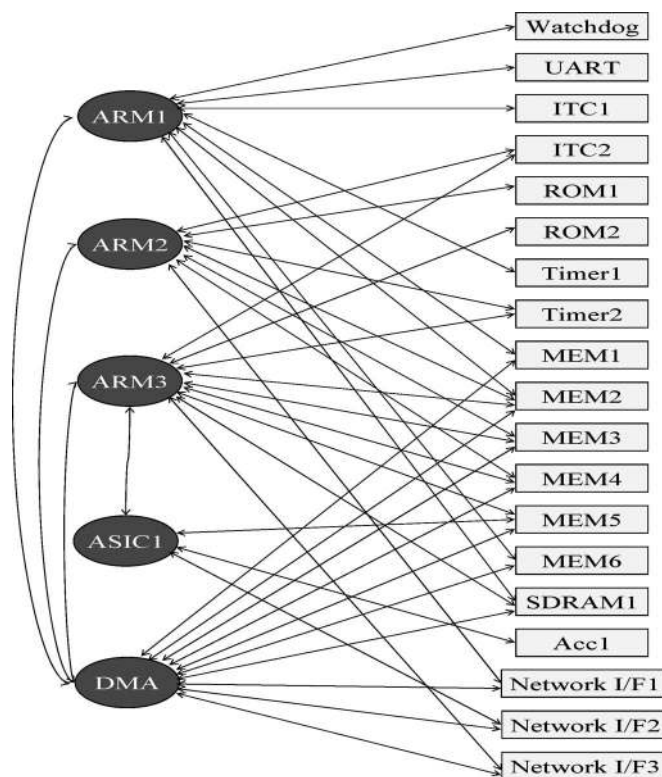 Watchdog
UART
ARM1
ITC1
ITC2
ROM1
ARM2
ROM2
Timer1
Timer2
MEM1
ARM3
MEM2
MEM3
MEM4
MEM5
ASIC1
MEM6
SDRAM1
Acc1
DMA
Network I/F1
Network I/F2
Network I/F3